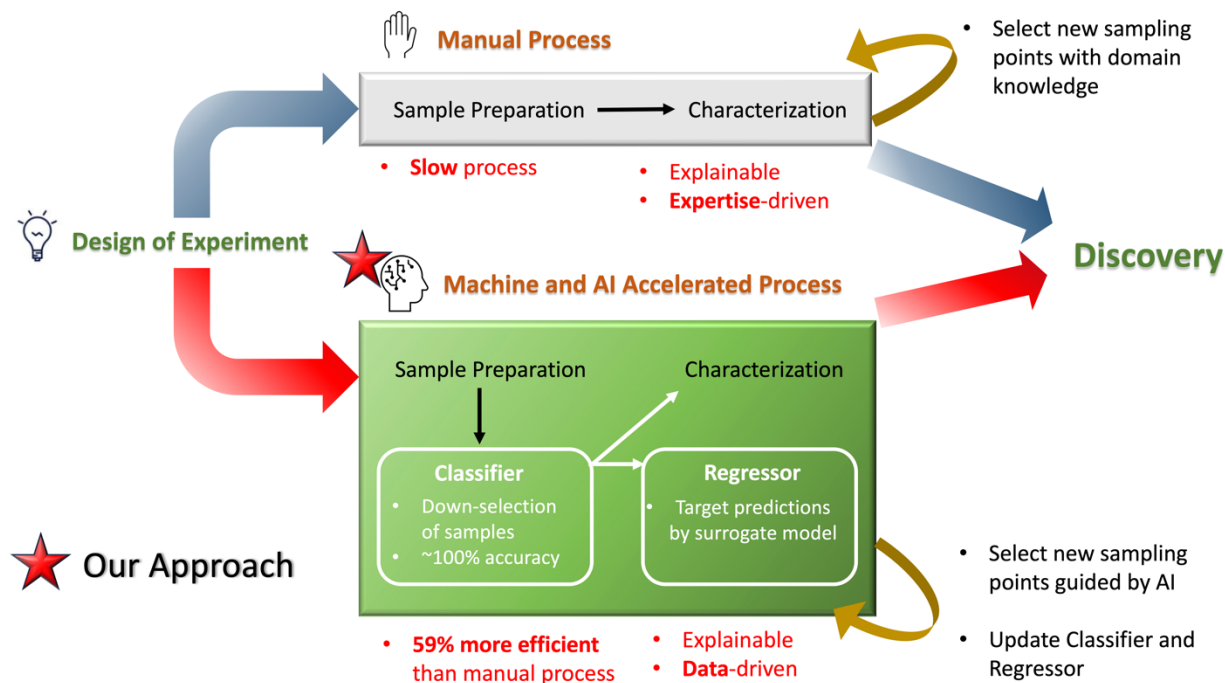 Manual Process
• Select new sampling
points with domain
knowledge
Sample Preparation
Characterization
• Slow process
• Explainable
• Expertise-driven
Design of Experiment
Discovery
Machine and AI Accelerated Process
Sample Preparation
Characterization
Classifier
• Down-selection
of samples
• ~100% accuracy
Regressor
• Target predictions
by surrogate model
Our Approach
• Select new sampling
points guided by AI
• Update Classifier and
Regressor
• 59% more efficient
than manual process
• Explainable
• Data-driven